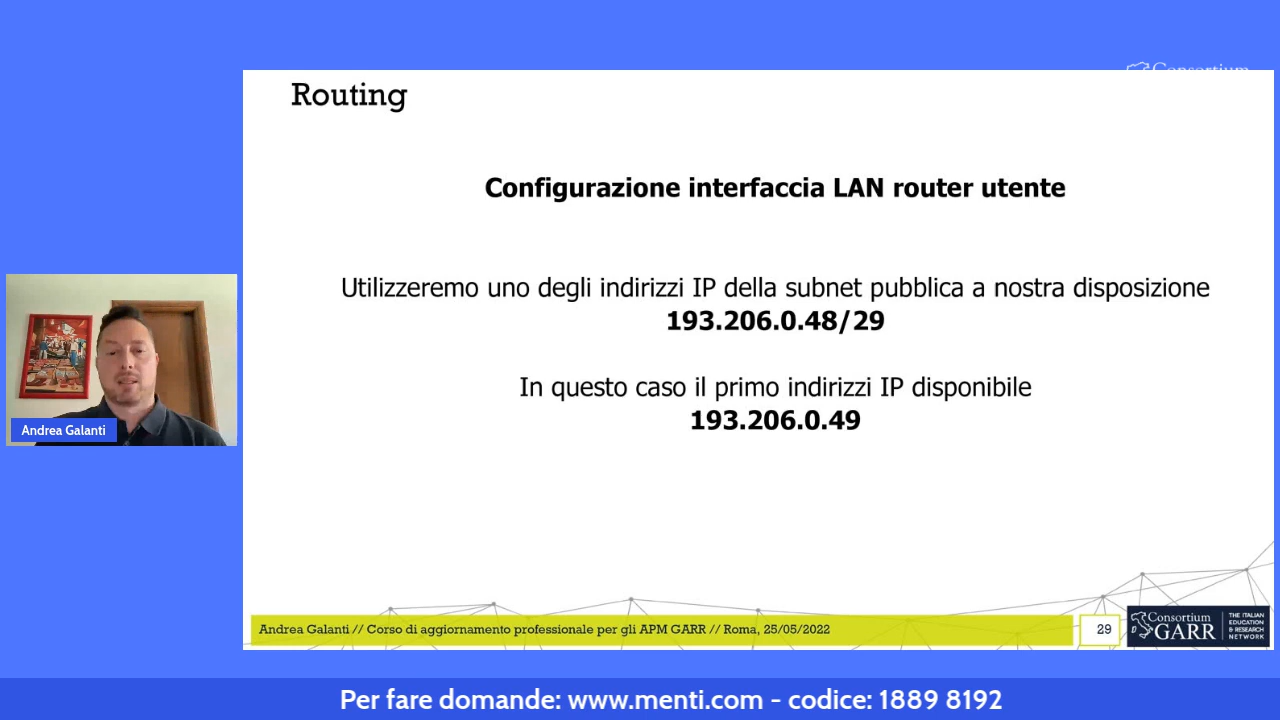 Consortium
Routing
Configurazione interfaccia LAN router utente
Utilizzeremo uno degli indirizzi IP della subnet pubblica a nostra disposizione
193.206.0.48/29
In questo caso il primo indirizzi IP disponibile
193.206.0.49
Andrea Galanti
Andrea Galanti // Corso di aggiornamento professionale per gli APM GARR // Roma, 25/05/2022
29
Consortium
GARR
THE ITALIAN
EDUCATION
& RESEARCH
NETWORK
Per fare domande: www.menti.com - codice: 1889 8192